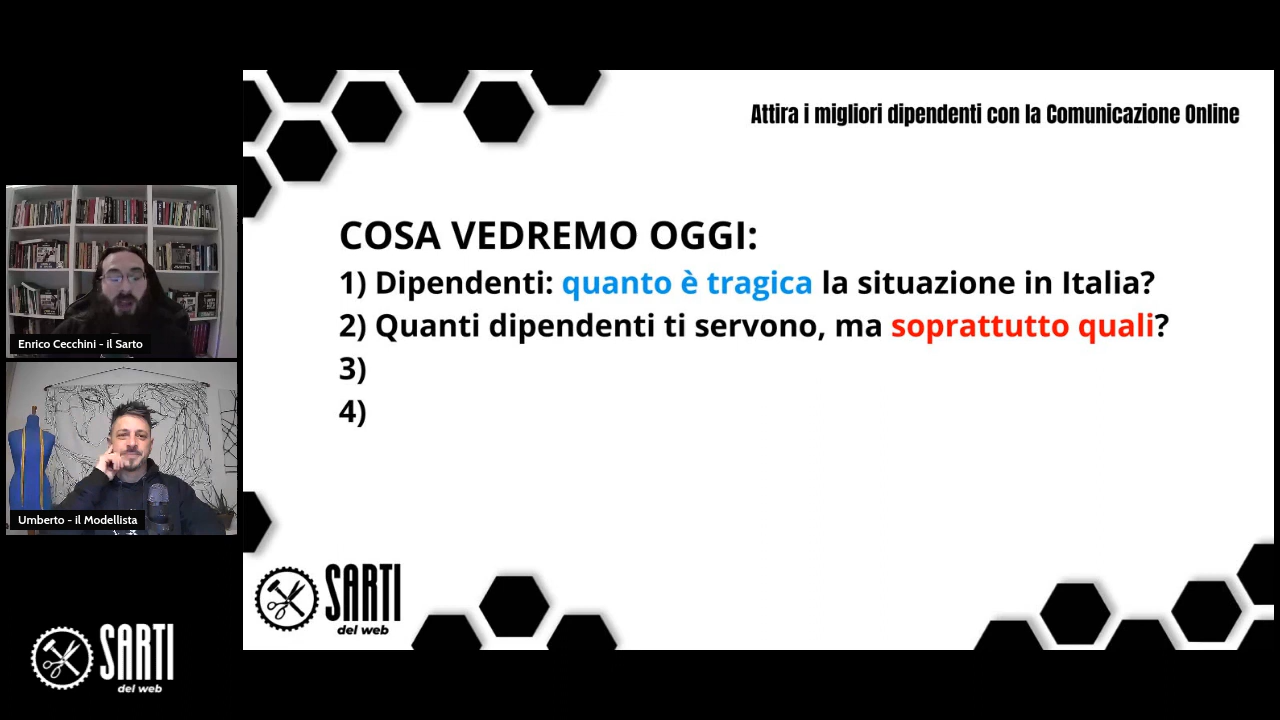 Attira i migliori dipendenti con la Comunicazione Online
COSA VEDREMO OGGI:
1) Dipendenti: quanto è tragica la situazione in Italia?
2) Quanti dipendenti ti servono, ma soprattutto quali?
3)
4)
Enrico Cecchini - il Sarto
Umberto - il Modellista
SARTI
del web
SARTI
del web